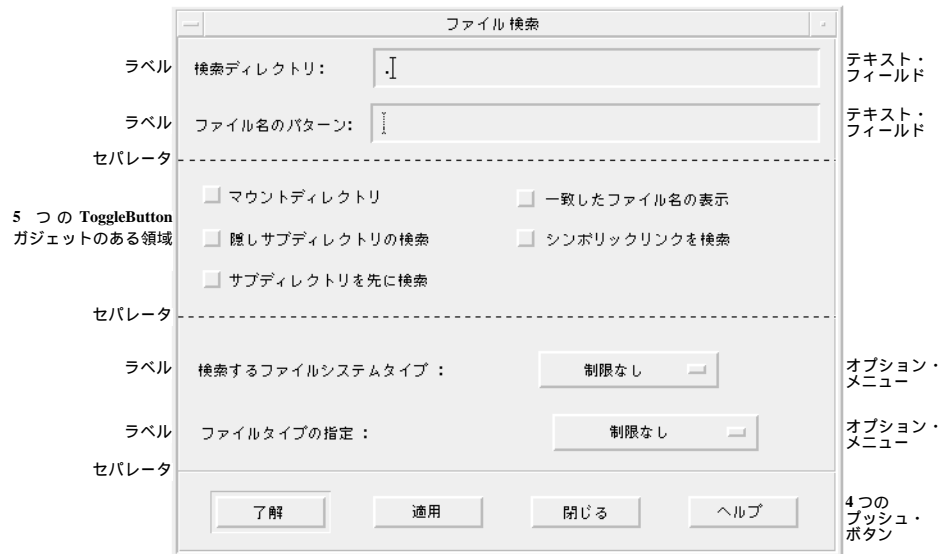 ファイル検索
ラベル
検索ディレクトリ:
.
テキスト・
フィールド
ラベル
ファイル名のパターン:
テキスト・
フィールド
セパレータ
マウントディレクトリ
一致したファイル名の表示
5 つの ToggleButton
ガジェットのある領域
隠しサブディレクトリの検索
シンボリックリンクを検索
サブディレクトリを先に検索
セパレータ
ラベル
検索するファイルシステムタイプ :
制限なし
オプション・
メニュー
ラベル
ファイルタイプの指定 :
制限なし
オプション・
メニュー
セパレータ
了解
適用
閉じる
ヘルプ
4つの
プッシュ・
ボタン